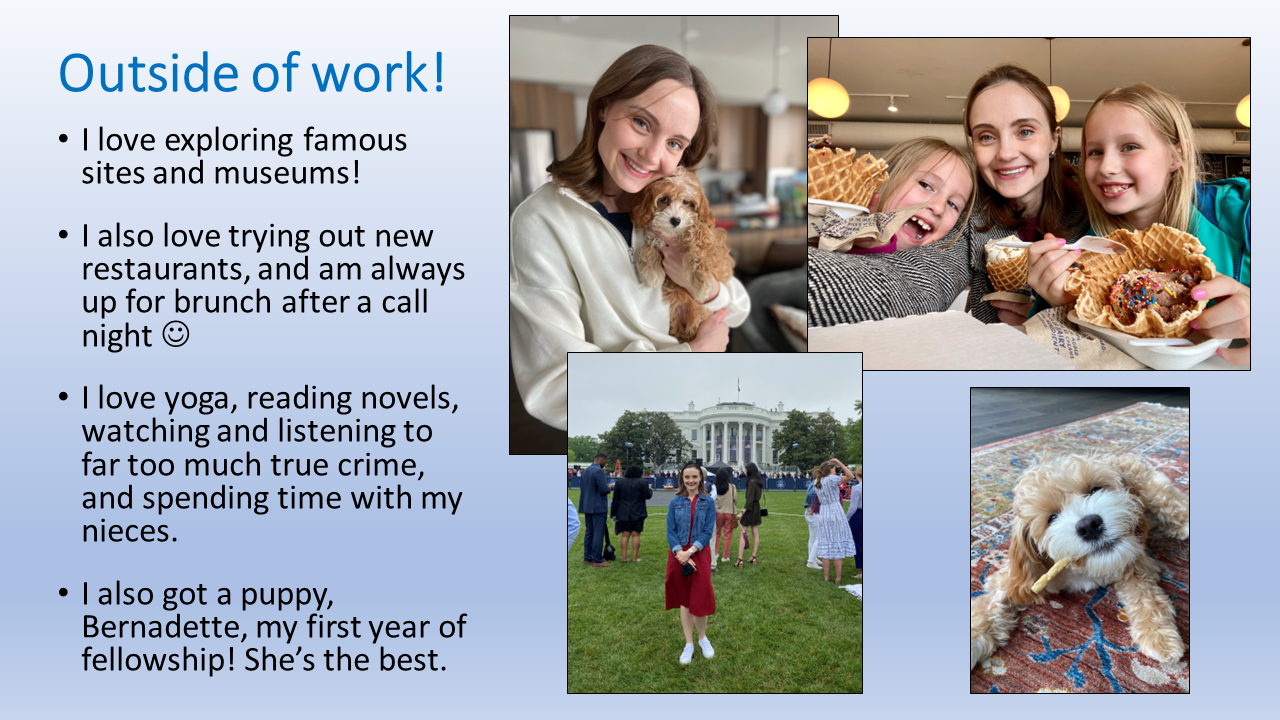 Outside of work!
• I love exploring famous
sites and museums!
• I also love trying out new
restaurants, and am always
up for brunch after a call
night ☺
• I love yoga, reading novels,
watching and listening to
far too much true crime,
and spending time with my
nieces.
• I also got a puppy,
Bernadette, my first year of
fellowship! She’s the best.